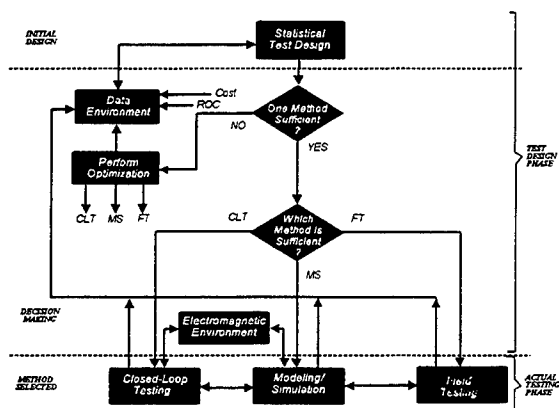 INITIAL
DESIGN
Statistical
Test Design
Data
Environment
Cost
ROC
One Method
Sufficient
?
NO
YES
Perform
Optimization
CLT
MS
FT
TEST
DESIGN
PHASE
CLT
Which
Method is
Sufficient
?
FT
MS
DECISION
MAKING
Electromagnetic
Environment
METHOD
SELECTED
Closed-Loop
Testing
Modeling/
Simulation
Field
Testing
ACTUAL
TESTING
PHASE